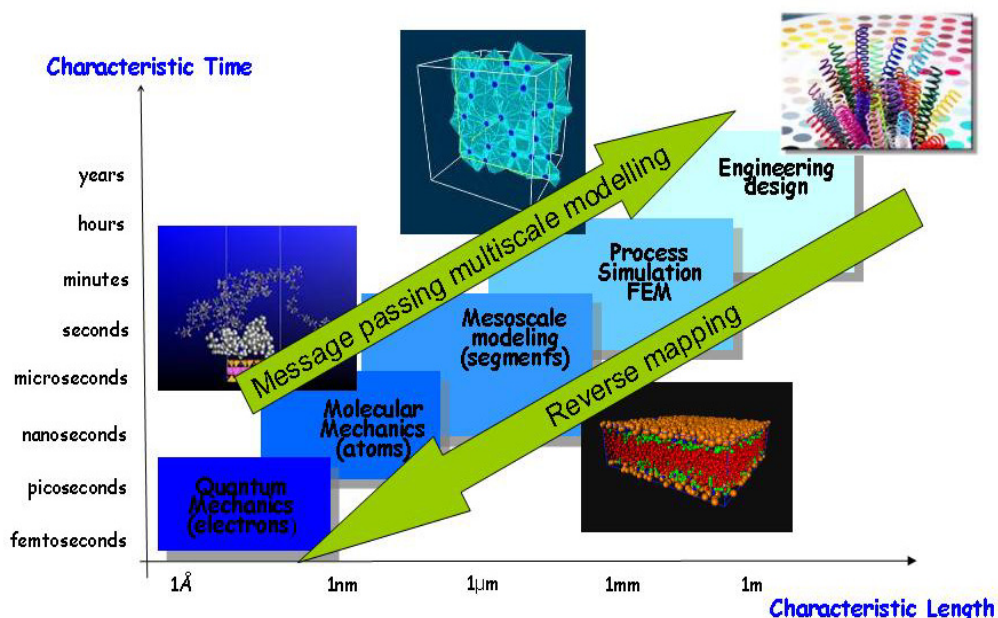 Characteristic Time
years
hours
minutes
seconds
microseconds
nanoseconds
picoseconds
femtoseconds
Engineering
design
Process
Simulation
FEM
Mesoscale
modeling
(segments)
Molecular
Mechanics
(atoms)
Quantum
Mechanics
(electrons)
Message passing multiscale modelling
Reverse mapping
1Å
1nm
1μm
1mm
1m
Characteristic Length